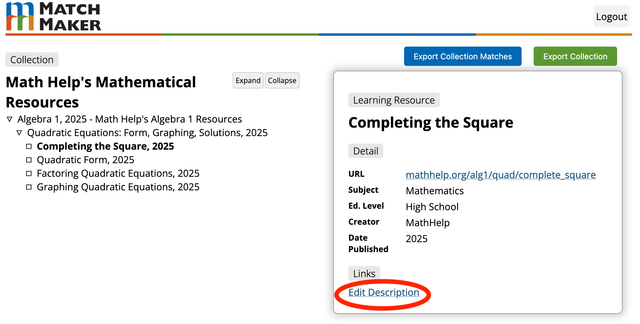 MATCH
MAKER
Logout
Collection
Export Collection Matches
Export Collection
Math Help's Mathematical
Resources
Expand
Collapse
Algebra 1, 2025 - Math Help's Algebra 1 Resources
Quadratic Equations: Form, Graphing, Solutions, 2025
Completing the Square, 2025
Quadratic Form, 2025
Factoring Quadratic Equations, 2025
Graphing Quadratic Equations, 2025
Learning Resource
Completing the Square
Detail
URL mathhelp.org/alg1/quad/complete_square
Subject Mathematics
Ed. Level High School
Creator MathHelp
Date 2025
Published
Links
Edit Description